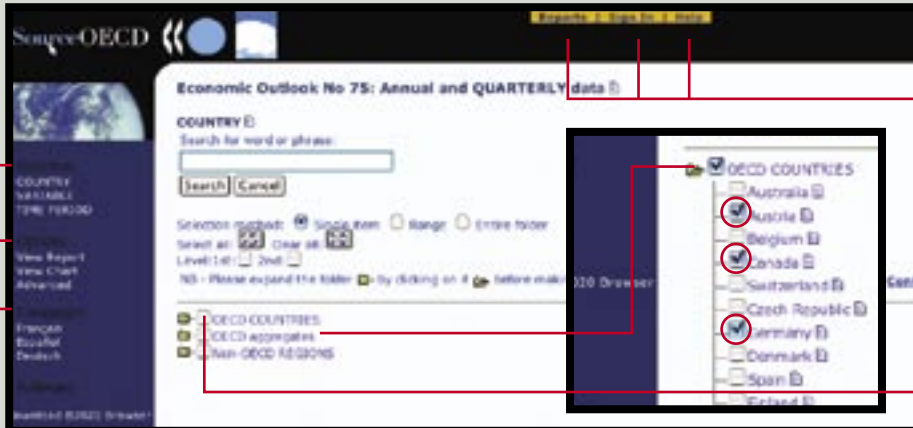 Reports | Sign In | Help
SourceOECD
Economic Outlook No 75: Annual and QUARTERLY data
COUNTRY
Search for word or phrase:
Search Cancel
Selection method: Single item Range Entire folder
Select all: Clear all:
Level: 1st: 2nd:
NB - Please expand the folder by clicking on it before
OECD COUNTRIES
OECD aggregates
Non-OECD REGIONS
COUNTRY
VARIABLE
TIME PERIOD
View Report
View Chart
Advanced
Français
Español
Deutsch
B2020 Browser
020 Browser
OECD COUNTRIES
Australia
Austria
Belgium
Canada
Switzerland
Czech Republic
Germany
Denmark
Spain
Finland